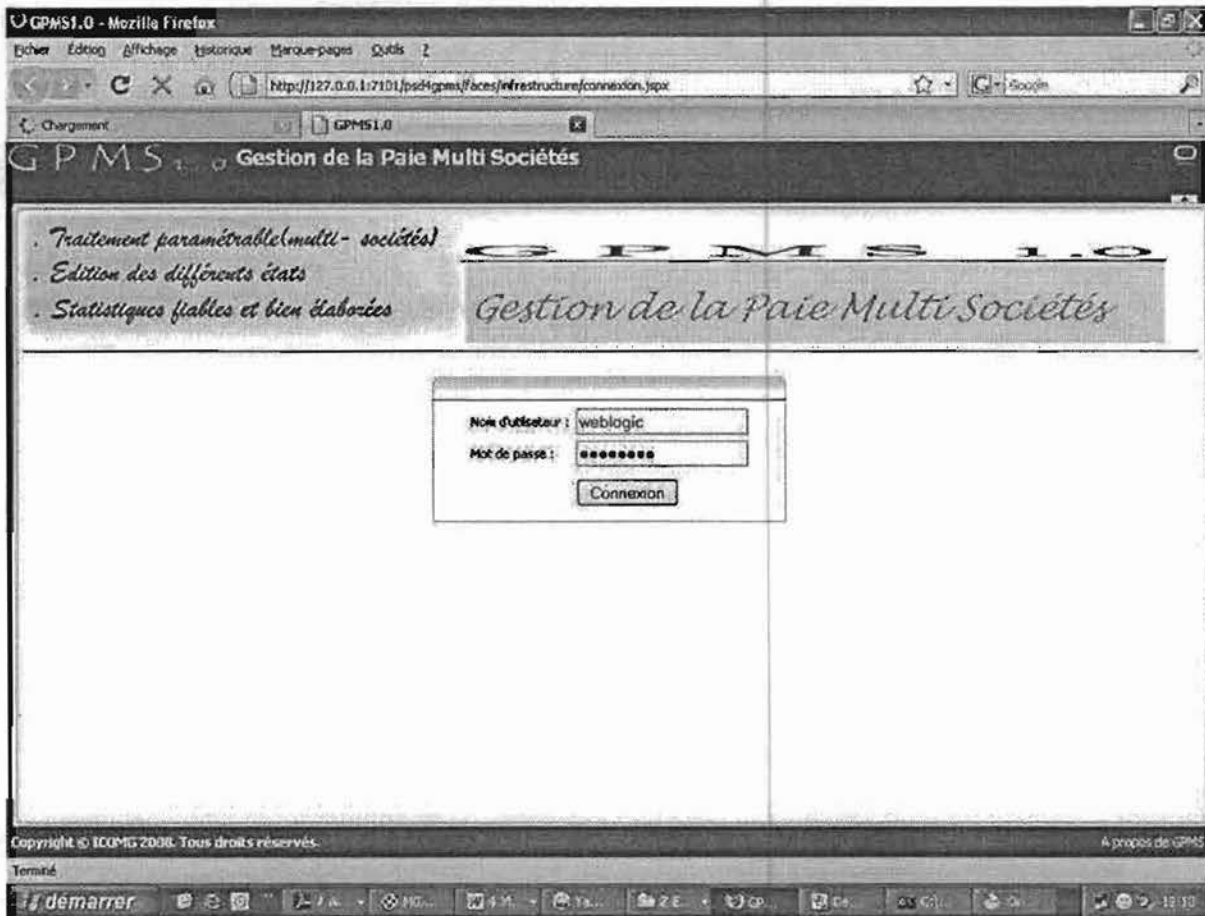 GPMS1.0 - Mozilla Firefox
Fichier Édition Affichage Historique Marque-pages Outils ?
http://127.0.0.1:7101/psd4gpms/faces/infrastructure/connexion.jspx
Google
Chargement
GPMS1.0
GPMS 1.0 Gestion de la Paie Multi Sociétés
. Traitement paramétrable(multi- sociétés)
. Edition des différents états
. Statistiques fiables et bien élaborées
GPMS 1.0
Gestion de la Paie Multi Sociétés
Nom d'utilisateur : weblogic
Mot de passe : ••••••••
Connexion
Copyright © ICOMG 2008. Tous droits réservés.
A propos de GPMS
Terminé
démarrer